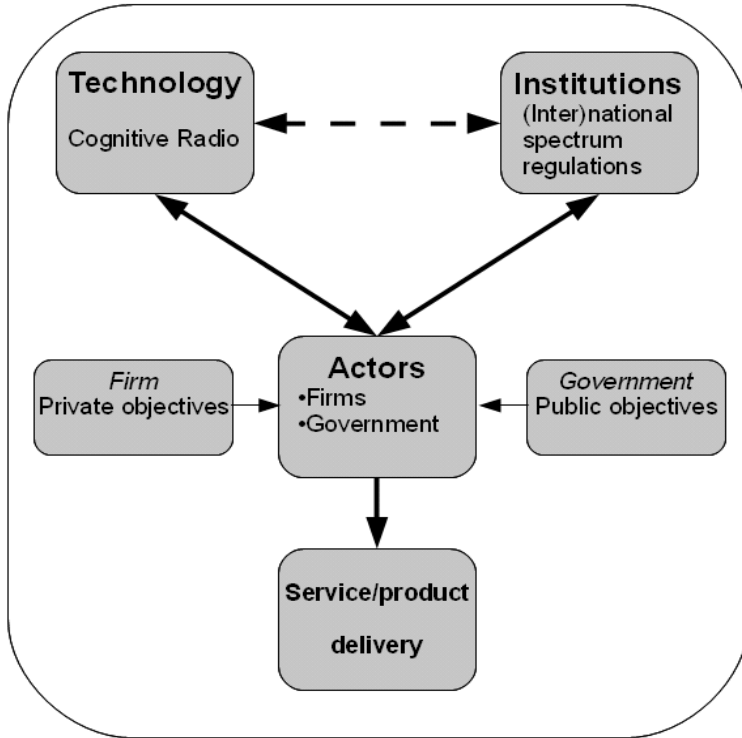 Technology
Cognitive Radio
Institutions
(Inter)national
spectrum
regulations
Actors
•Firms
•Government
Firm
Private objectives
Government
Public objectives
Service/product
delivery